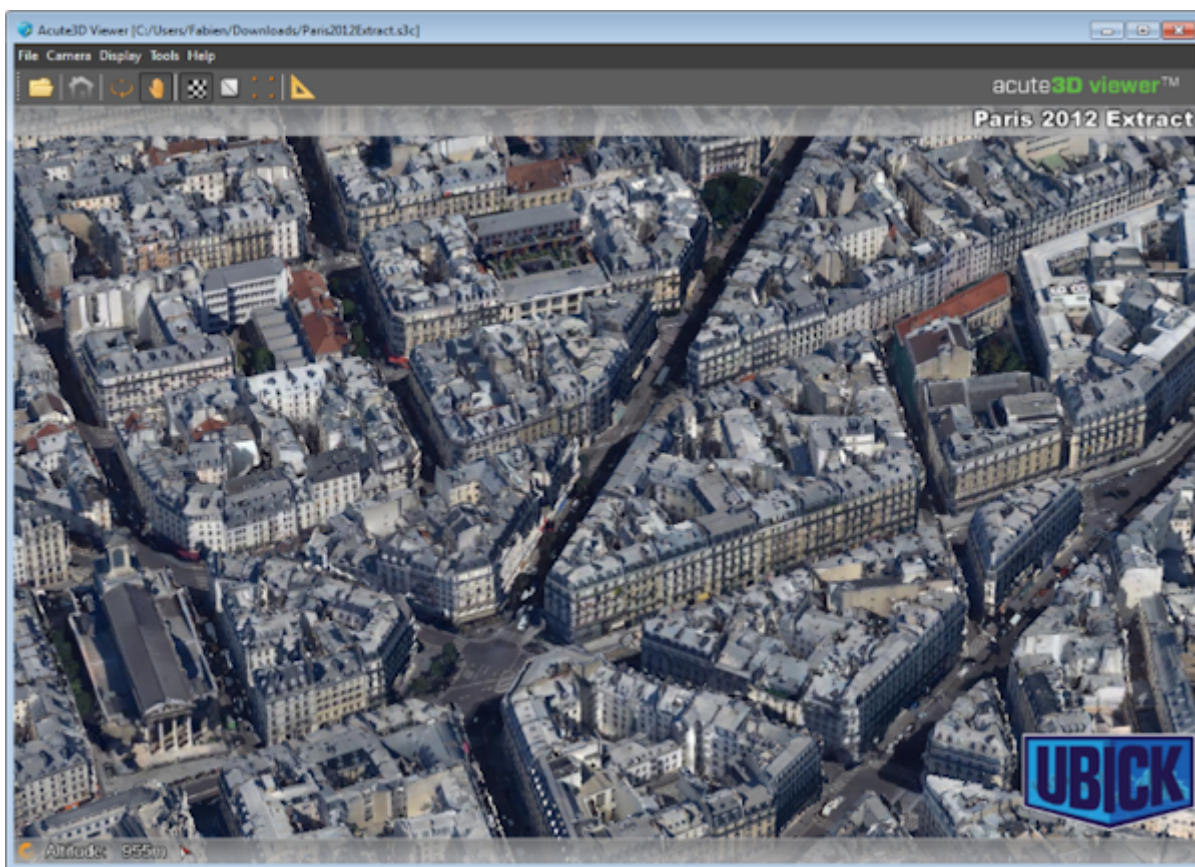 Acute3D Viewer [C:/Users/Fabien/Downloads/Paris2012Extract.s3c]
File Camera Display Tools Help
acute3D viewer™
Paris 2012 Extract
UBICK
Altitude: 955m